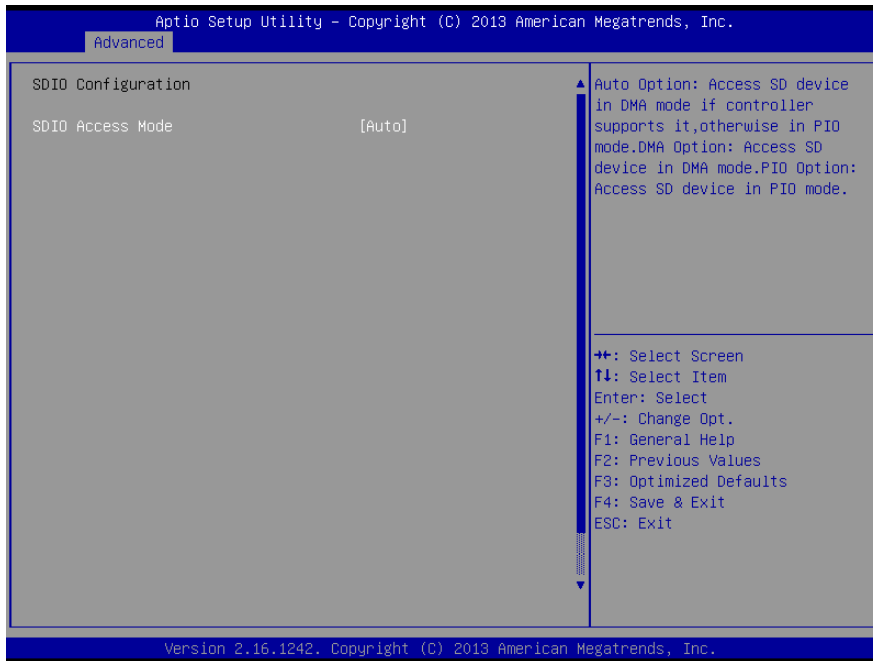 Aptio Setup Utility – Copyright (C) 2013 American Megatrends, Inc.
Advanced
SDIO Configuration
SDIO Access Mode [Auto]
Auto Option: Access SD device
in DMA mode if controller
supports it,otherwise in PIO
mode.DMA Option: Access SD
device in DMA mode.PIO Option:
Access SD device in PIO mode.
→←: Select Screen
↑↓: Select Item
Enter: Select
+/-: Change Opt.
F1: General Help
F2: Previous Values
F3: Optimized Defaults
F4: Save & Exit
ESC: Exit
Version 2.16.1242. Copyright (C) 2013 American Megatrends, Inc.